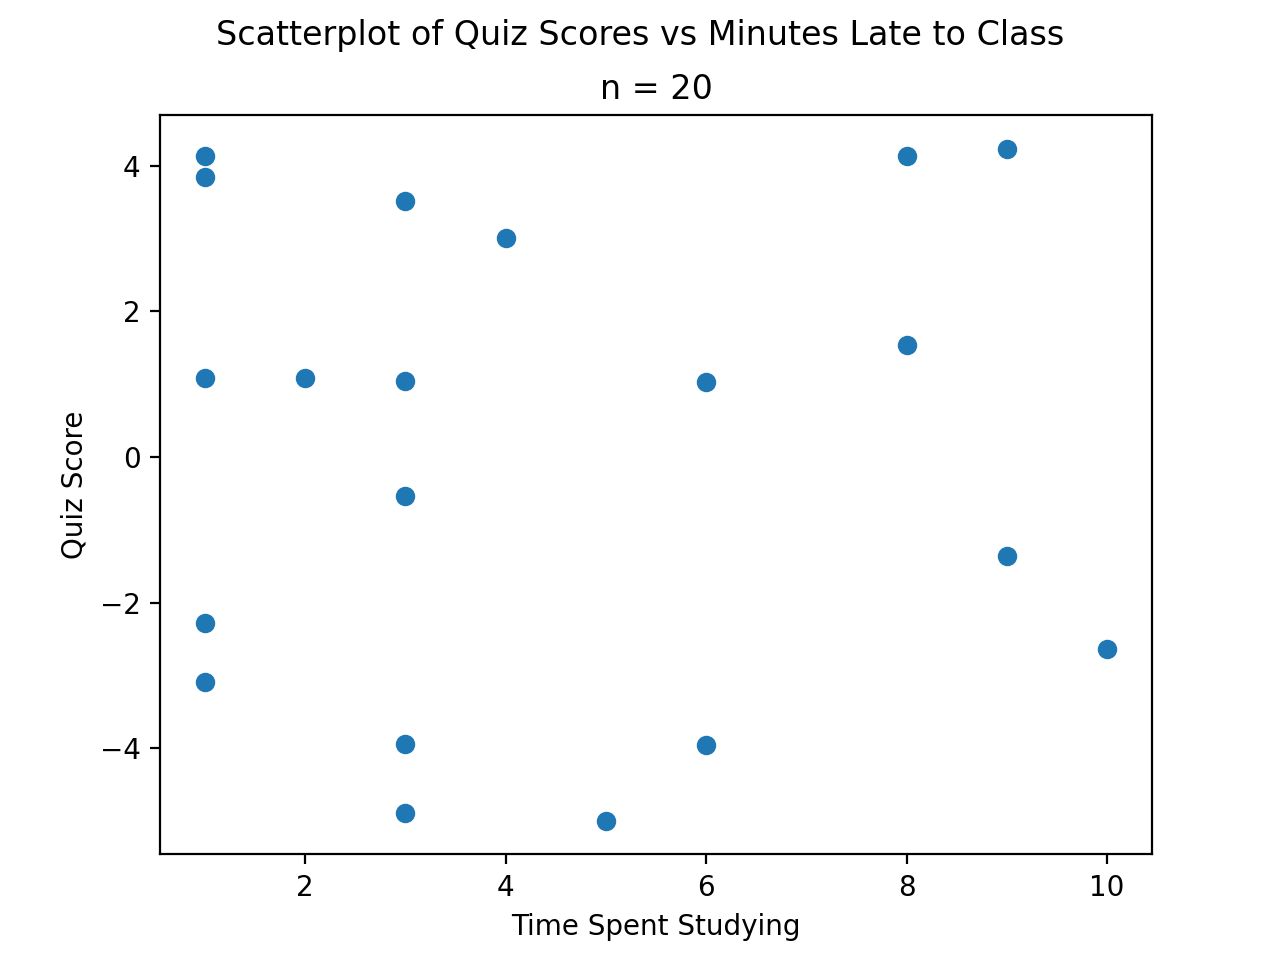 Scatterplot of Quiz Scores vs Minutes Late to Class
n = 20
4
2
0
−2
−4
Quiz Score
2 4 6 8 10
Time Spent Studying